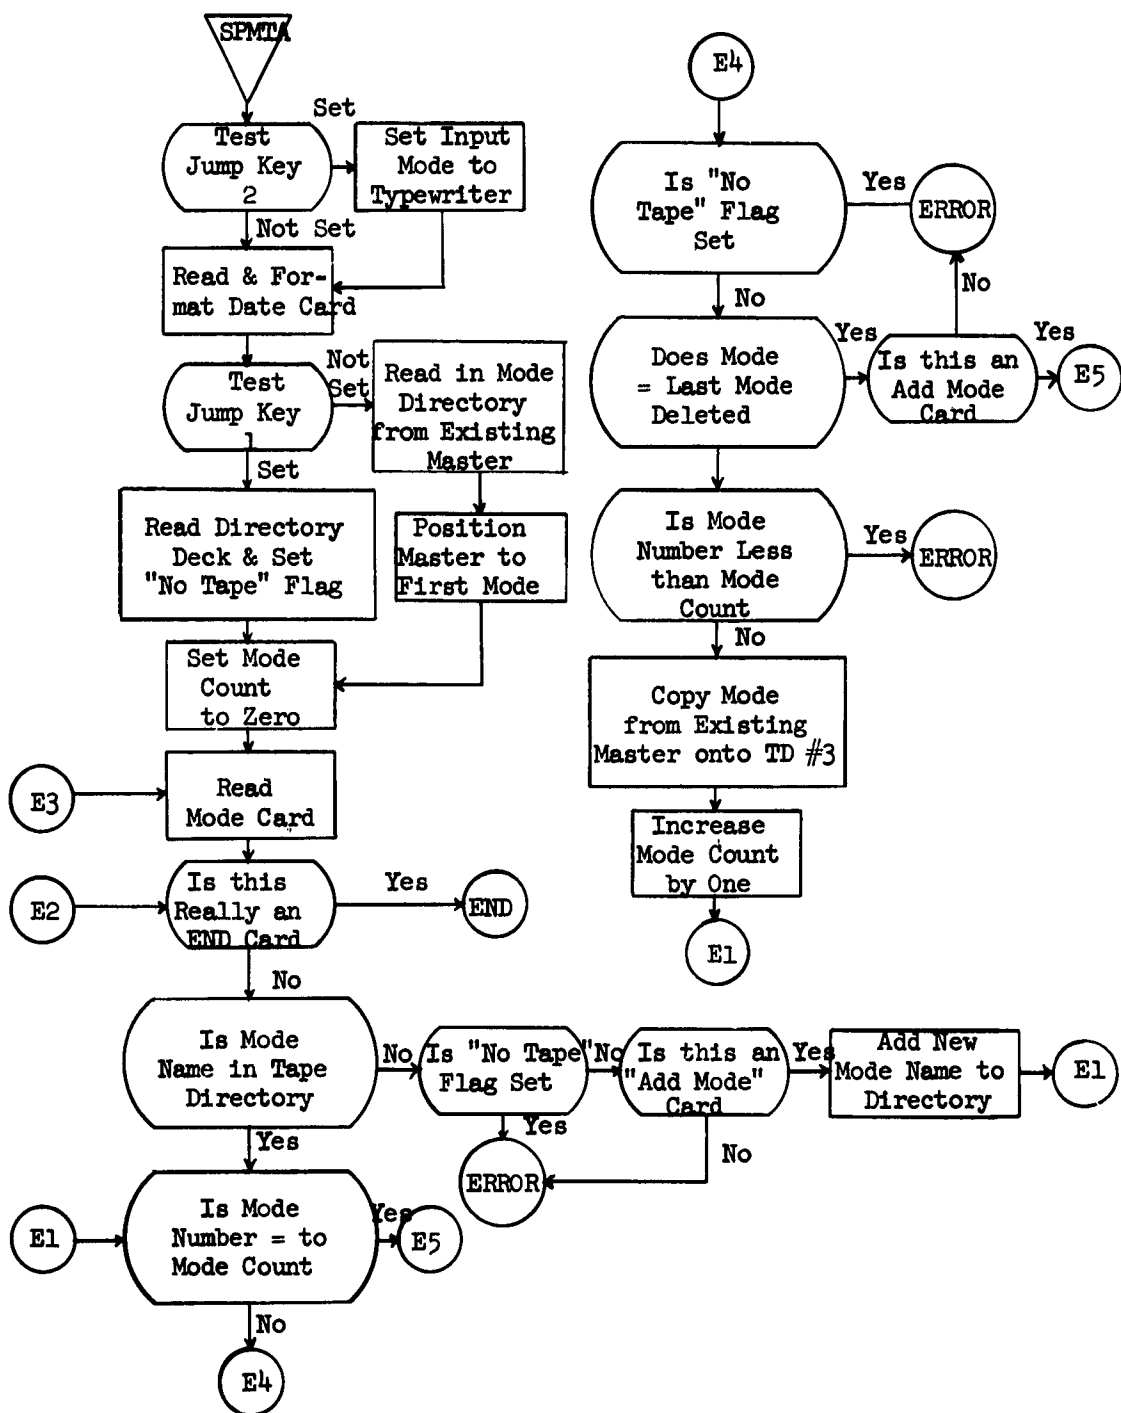 SPMTA
Set
Test
Jump Key
2
Set Input
Mode to
Typewriter
Not Set
Read & For-
mat Date Card
Test
Jump Key
1
Not
Set
Read in Mode
Directory
from Existing
Master
Set
Read Directory
Deck & Set
"No Tape" Flag
Position
Master to
First Mode
Set Mode
Count
to Zero
E3
Read
Mode Card
E2
Is this
Really an
END Card
Yes
END
No
Is Mode
Name in Tape
Directory
No
Is "No Tape"
Flag Set
No
Is this an
"Add Mode"
Card
Yes
Add New
Mode Name to
Directory
E1
Yes
Yes
ERROR
No
E1
Is Mode
Number = to
Mode Count
Yes
E5
No
E4
E4
Is "No
Tape" Flag
Set
Yes
ERROR
No
No
Does Mode
= Last Mode
Deleted
Yes
Is this an
Add Mode
Card
Yes
E5
Is Mode
Number Less
than Mode
Count
Yes
ERROR
No
Copy Mode
from Existing
Master onto TD #3
Increase
Mode Count
by One
E1